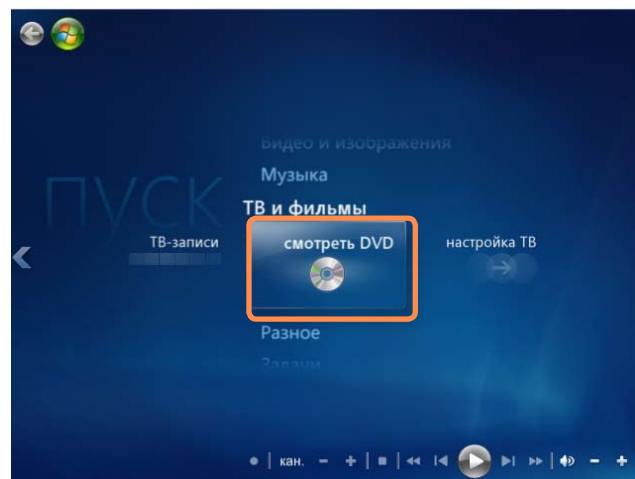 Видео и изображения
Музыка
ПУСК
ТВ и фильмы
ТВ-записи
смотреть DVD
настройка ТВ
Разное
Задачи
кан.